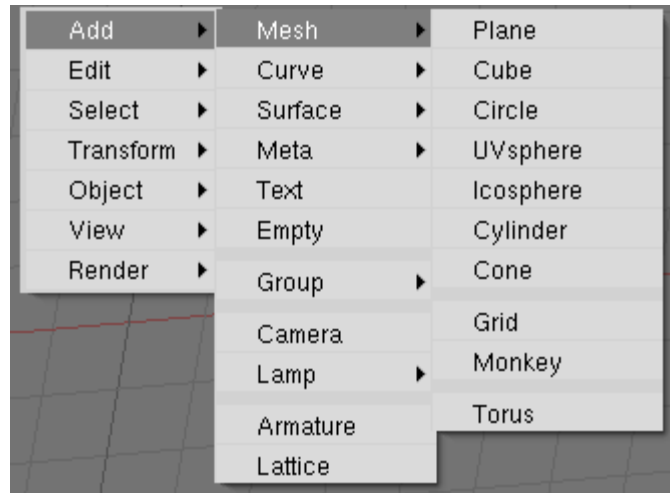 Add
Edit
Select
Transform
Object
View
Render
Mesh
Curve
Surface
Meta
Text
Empty
Group
Camera
Lamp
Armature
Lattice
Plane
Cube
Circle
UVsphere
Icosphere
Cylinder
Cone
Grid
Monkey
Torus